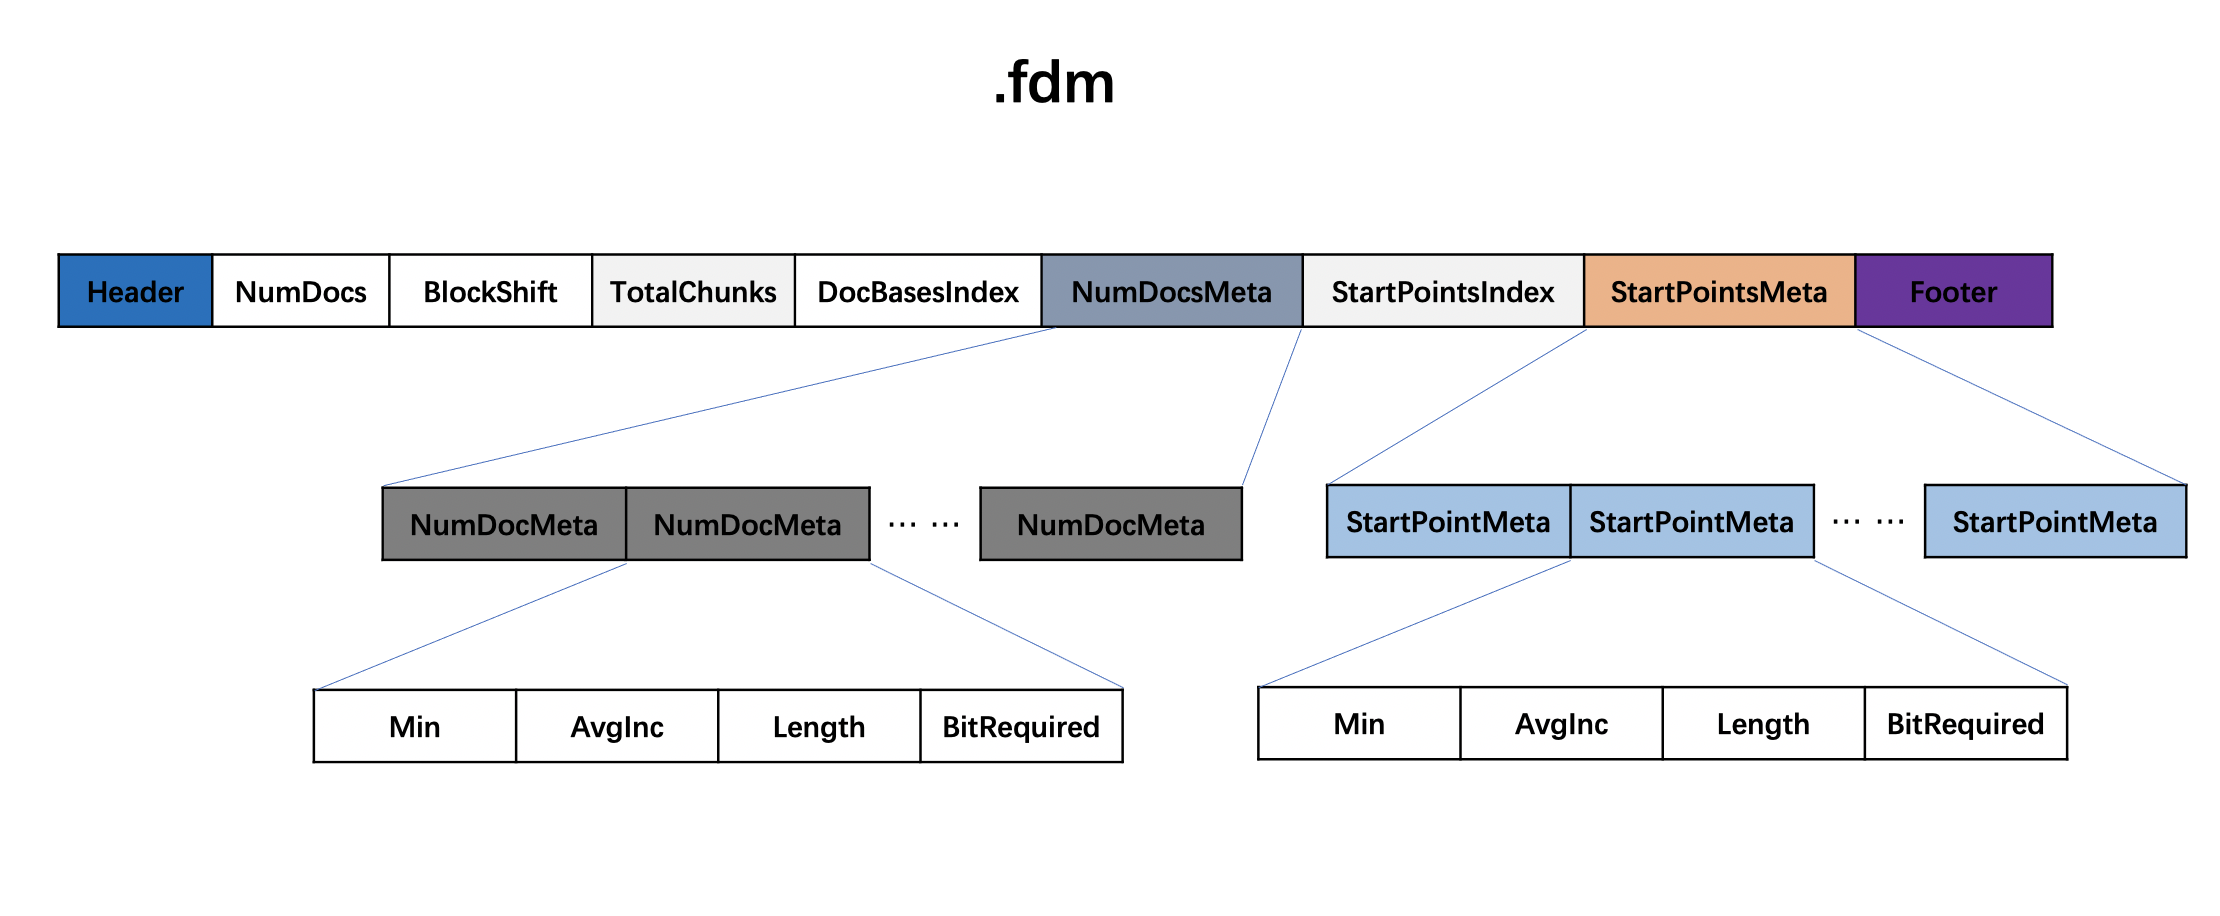 .fdm
Header NumDocs BlockShift TotalChunks DocBasesIndex NumDocsMeta StartPointsIndex StartPointsMeta Footer
NumDocMeta NumDocMeta … … NumDocMeta
StartPointMeta StartPointMeta … … StartPointMeta
Min AvgInc Length BitRequired
Min AvgInc Length BitRequired